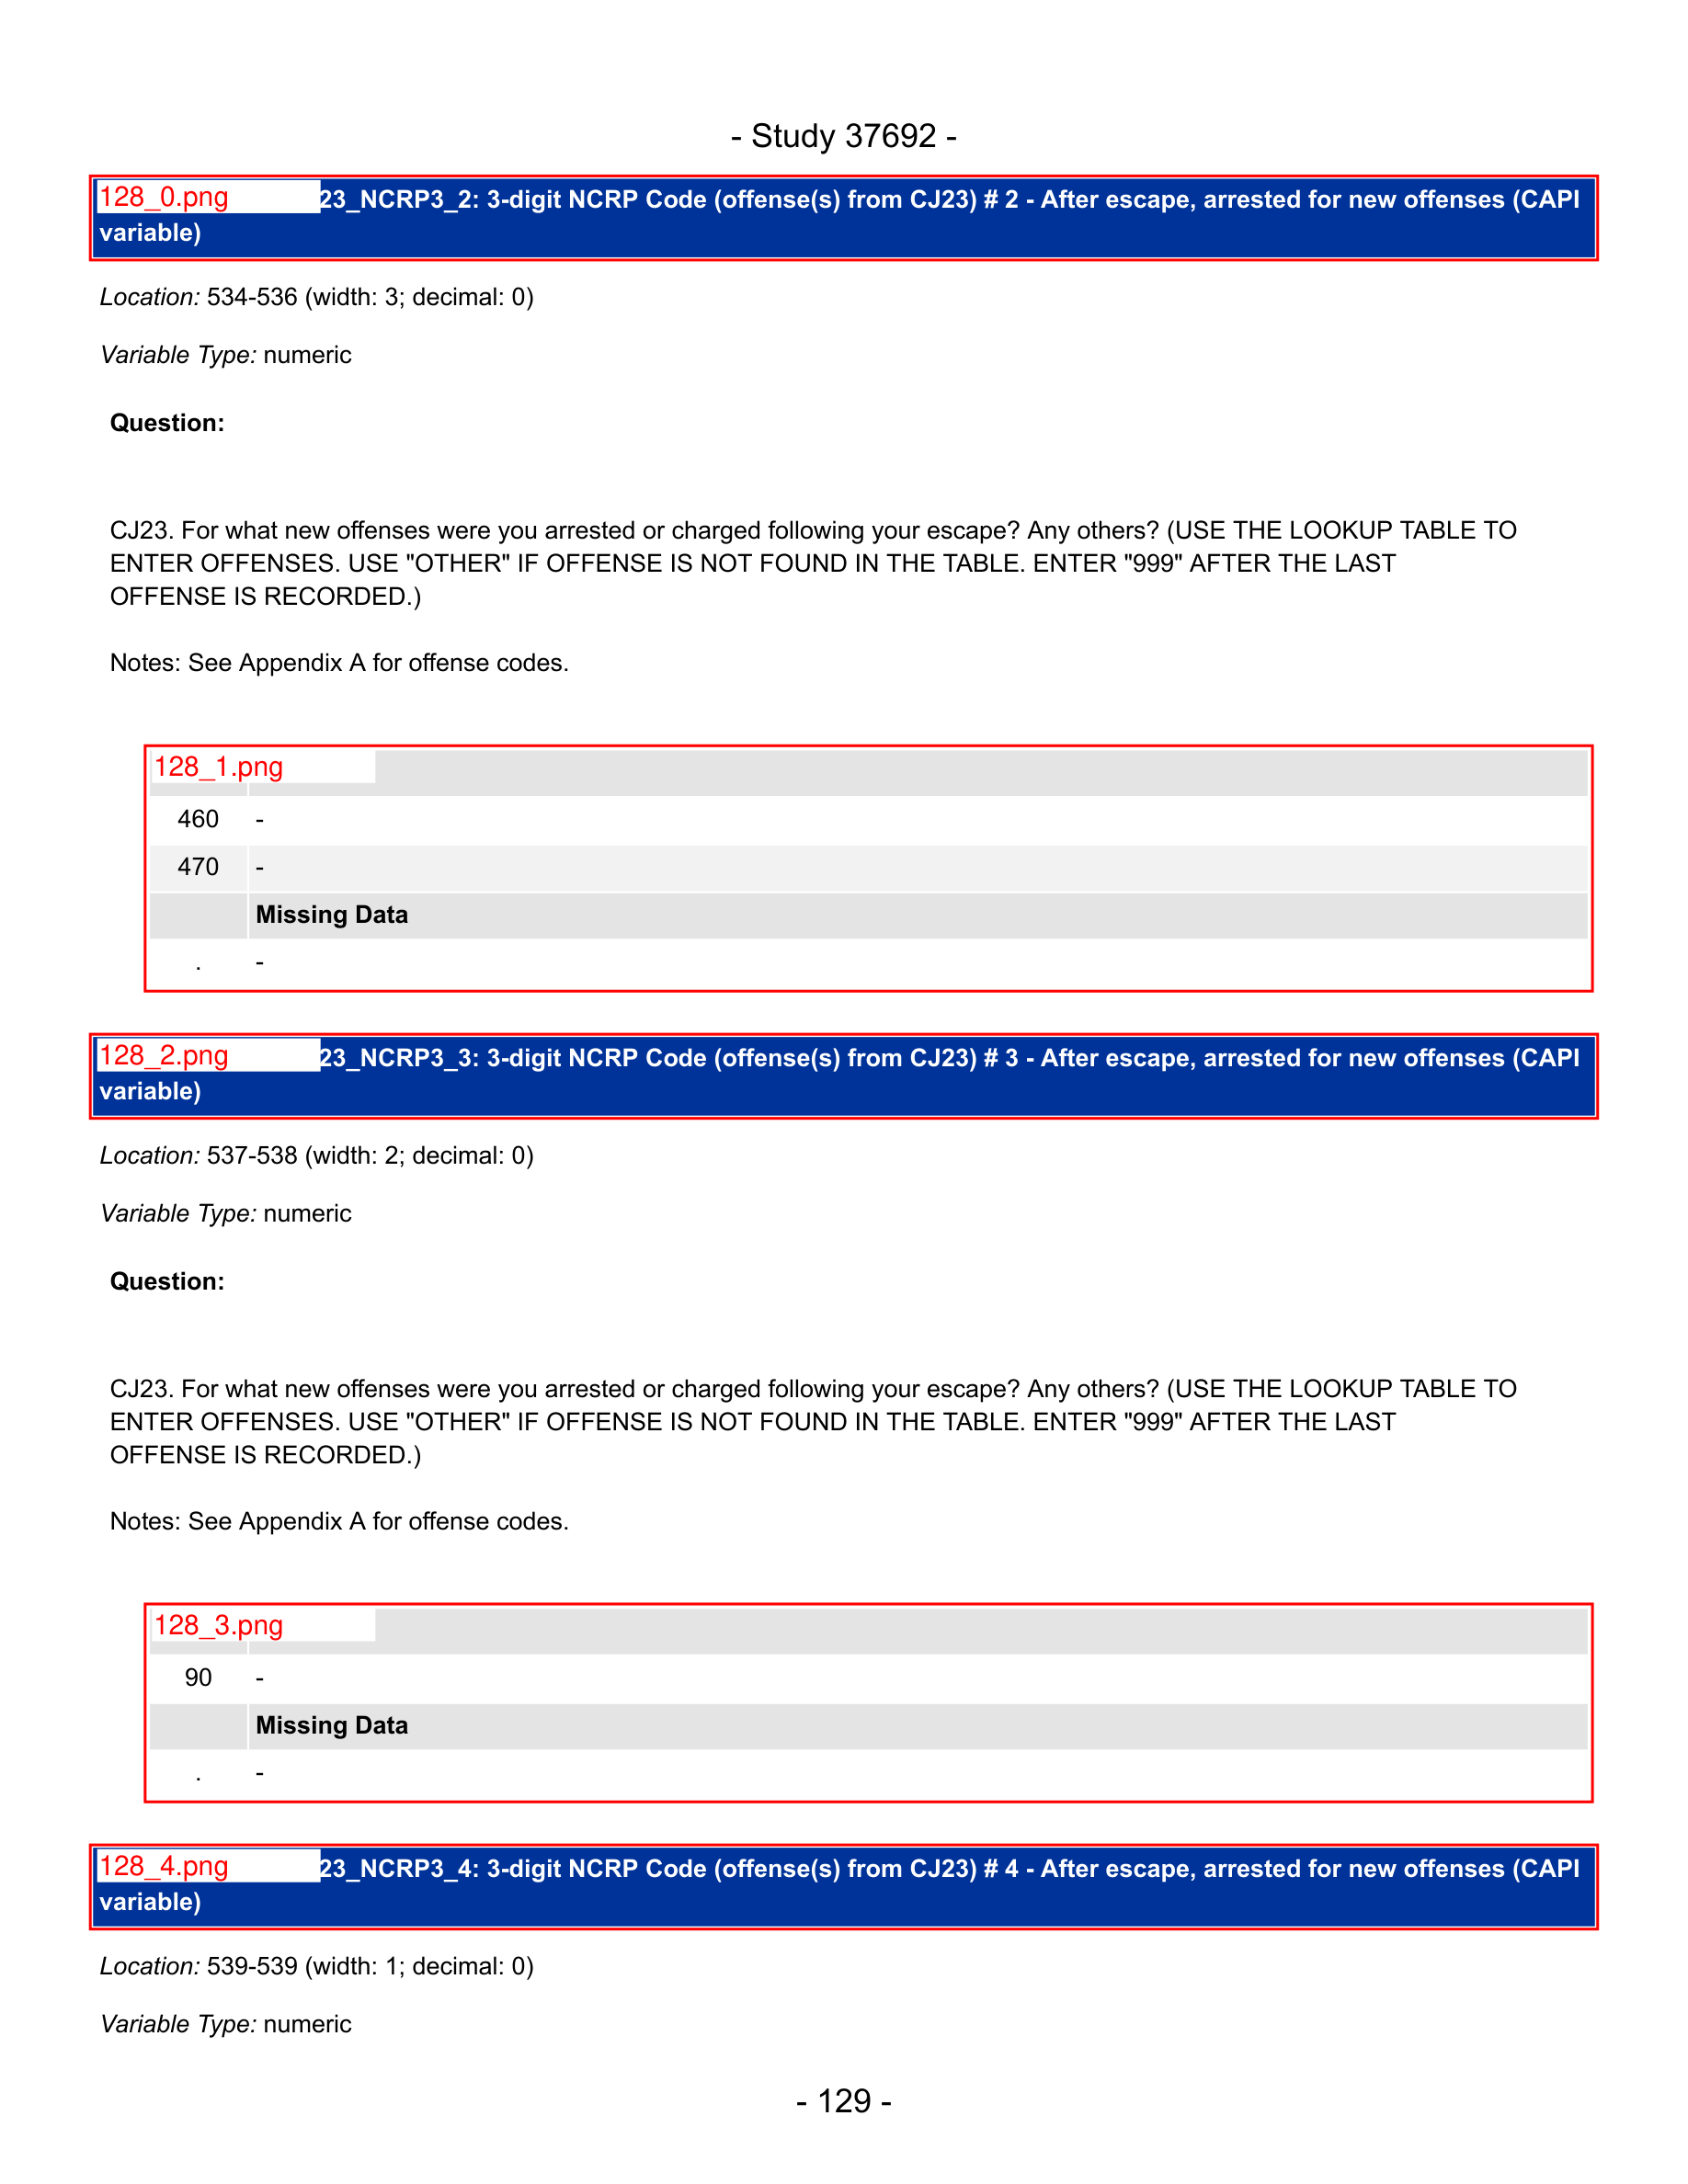 - Study 37692 -
128_0.png 23_NCRP3_2: 3-digit NCRP Code (offense(s) from CJ23) # 2 - After escape, arrested for new offenses (CAPI
variable)
Location: 534-536 (width: 3; decimal: 0)
Variable Type: numeric
Question:
CJ23. For what new offenses were you arrested or charged following your escape? Any others? (USE THE LOOKUP TABLE TO
ENTER OFFENSES. USE "OTHER" IF OFFENSE IS NOT FOUND IN THE TABLE. ENTER "999" AFTER THE LAST
OFFENSE IS RECORDED.)
Notes: See Appendix A for offense codes.
128_1.png
460 -
470 -
Missing Data
. -
128_2.png 23_NCRP3_3: 3-digit NCRP Code (offense(s) from CJ23) # 3 - After escape, arrested for new offenses (CAPI
variable)
Location: 537-538 (width: 2; decimal: 0)
Variable Type: numeric
Question:
CJ23. For what new offenses were you arrested or charged following your escape? Any others? (USE THE LOOKUP TABLE TO
ENTER OFFENSES. USE "OTHER" IF OFFENSE IS NOT FOUND IN THE TABLE. ENTER "999" AFTER THE LAST
OFFENSE IS RECORDED.)
Notes: See Appendix A for offense codes.
128_3.png
90 -
Missing Data
. -
128_4.png 23_NCRP3_4: 3-digit NCRP Code (offense(s) from CJ23) # 4 - After escape, arrested for new offenses (CAPI
variable)
Location: 539-539 (width: 1; decimal: 0)
Variable Type: numeric
- 129 -